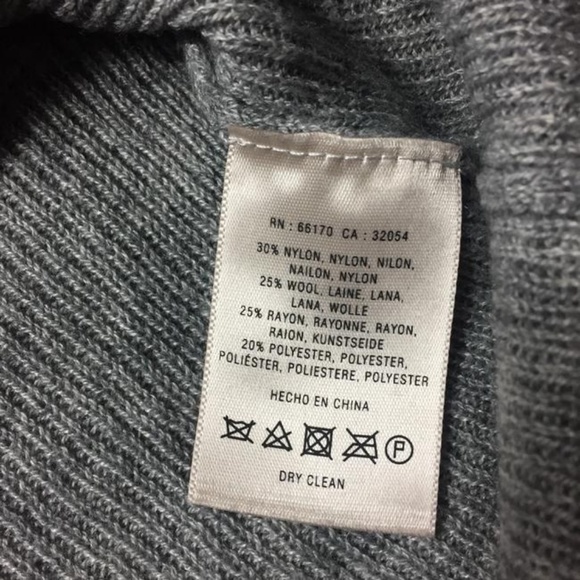 RN : 66170 CA : 32054
30% NYLON, NYLON, NILON,
NAILON, NYLON
25% WOOL, LAINE, LANA,
LANA, WOLLE
25% RAYON, RAYONNE, RAYON,
RAION, KUNSTSEIDE
20% POLYESTER, POLYESTER,
POLIÉSTER, POLIESTERE, POLYESTER
HECHO EN CHINA
P
DRY CLEAN